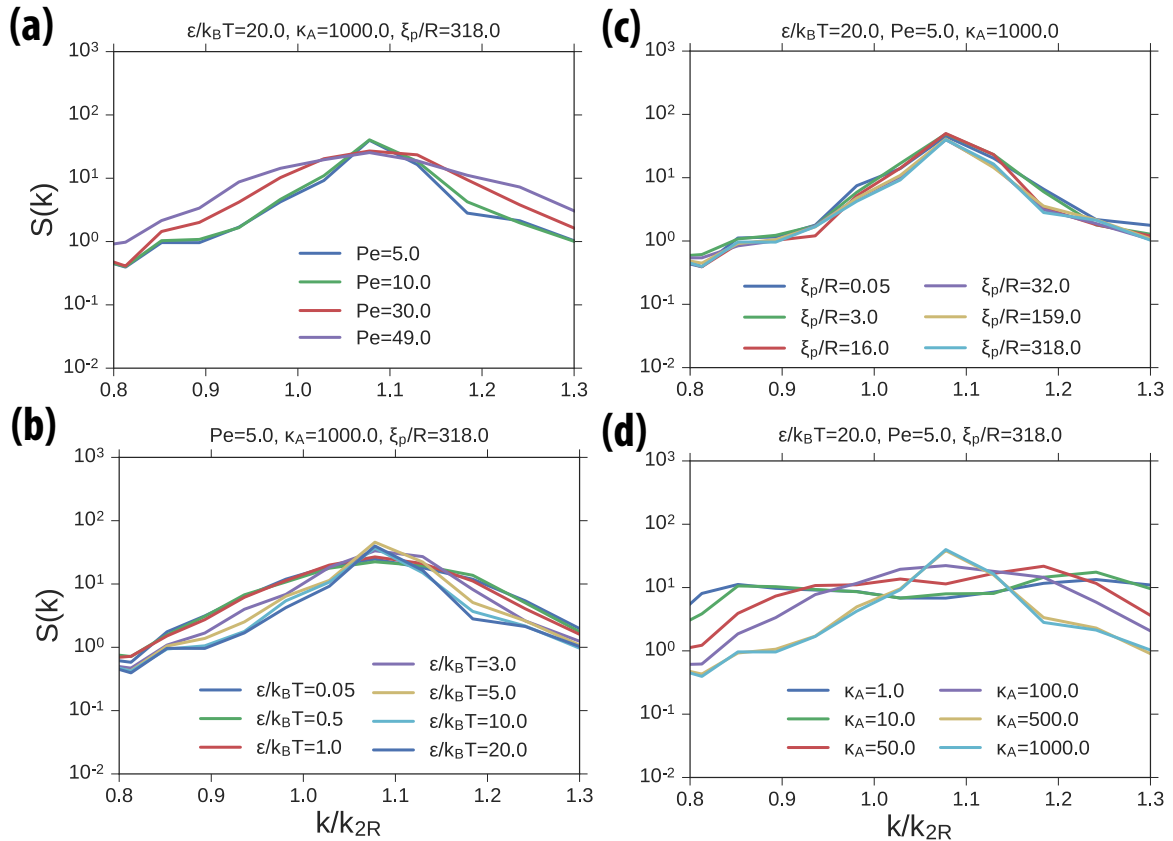 (a)
ε/k_BT=20.0, κ_A=1000.0, ξ_p/R=318.0
10^3
10^2
10^1
10^0
10^-1
10^-2
S(k)
Pe=5.0
Pe=10.0
Pe=30.0
Pe=49.0
0.8 0.9 1.0 1.1 1.2 1.3
(c)
ε/k_BT=20.0, Pe=5.0, κ_A=1000.0
10^3
10^2
10^1
10^0
10^-1
10^-2
ξ_p/R=0.05
ξ_p/R=3.0
ξ_p/R=16.0
ξ_p/R=32.0
ξ_p/R=159.0
ξ_p/R=318.0
0.8 0.9 1.0 1.1 1.2 1.3
(b)
Pe=5.0, κ_A=1000.0, ξ_p/R=318.0
10^3
10^2
10^1
10^0
10^-1
10^-2
S(k)
ε/k_BT=0.05
ε/k_BT=0.5
ε/k_BT=1.0
ε/k_BT=3.0
ε/k_BT=5.0
ε/k_BT=10.0
ε/k_BT=20.0
0.8 0.9 1.0 1.1 1.2 1.3
k/k_2R
(d)
ε/k_BT=20.0, Pe=5.0, ξ_p/R=318.0
10^3
10^2
10^1
10^0
10^-1
10^-2
κ_A=1.0
κ_A=10.0
κ_A=50.0
κ_A=100.0
κ_A=500.0
κ_A=1000.0
0.8 0.9 1.0 1.1 1.2 1.3
k/k_2R